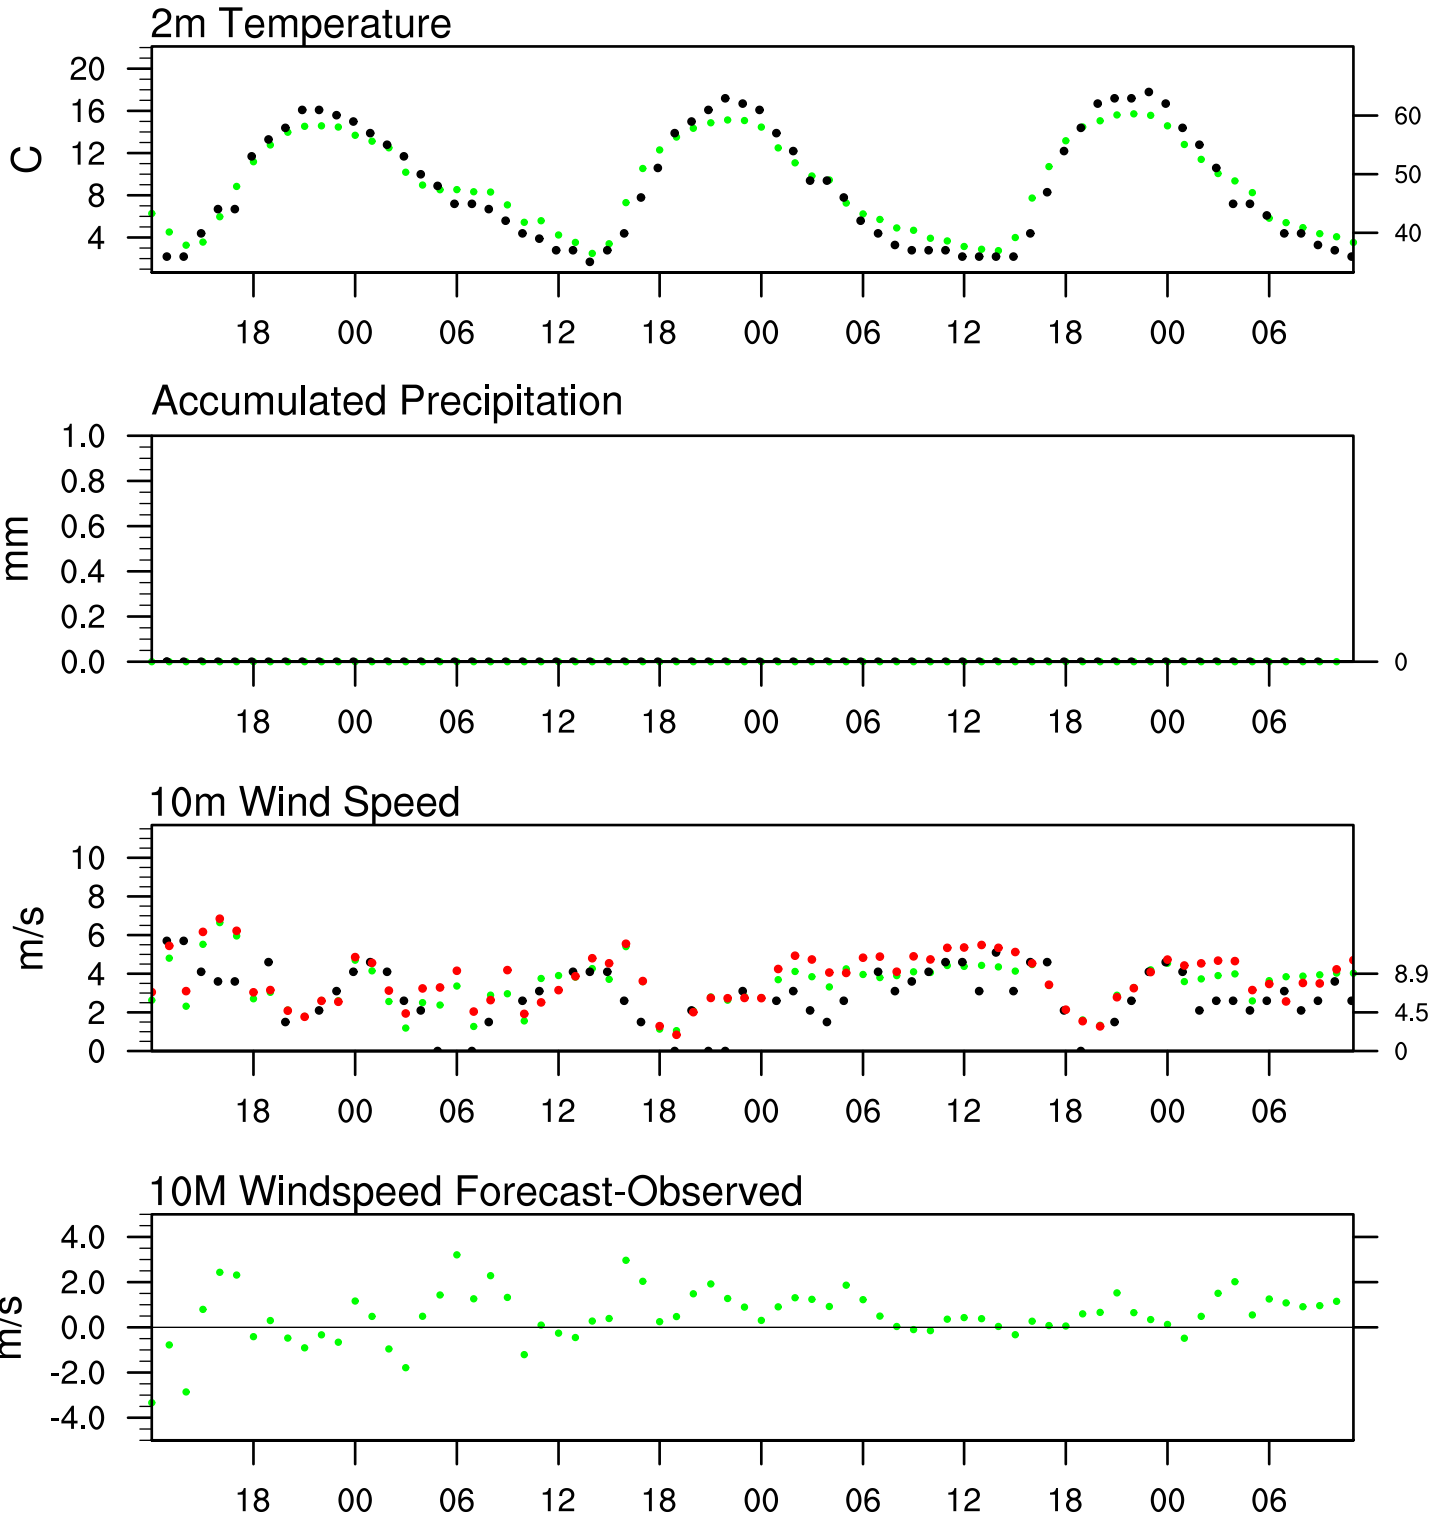 2m Temperature
20
16
12
8
4
C
60
50
40
18 00 06 12 18 00 06 12 18 00 06
Accumulated Precipitation
1.0
0.8
0.6
0.4
0.2
0.0
mm
0
18 00 06 12 18 00 06 12 18 00 06
10m Wind Speed
10
8
6
4
2
0
m/s
8.9
4.5
0
18 00 06 12 18 00 06 12 18 00 06
10M Windspeed Forecast-Observed
4.0
2.0
0.0
-2.0
-4.0
m/s
18 00 06 12 18 00 06 12 18 00 06